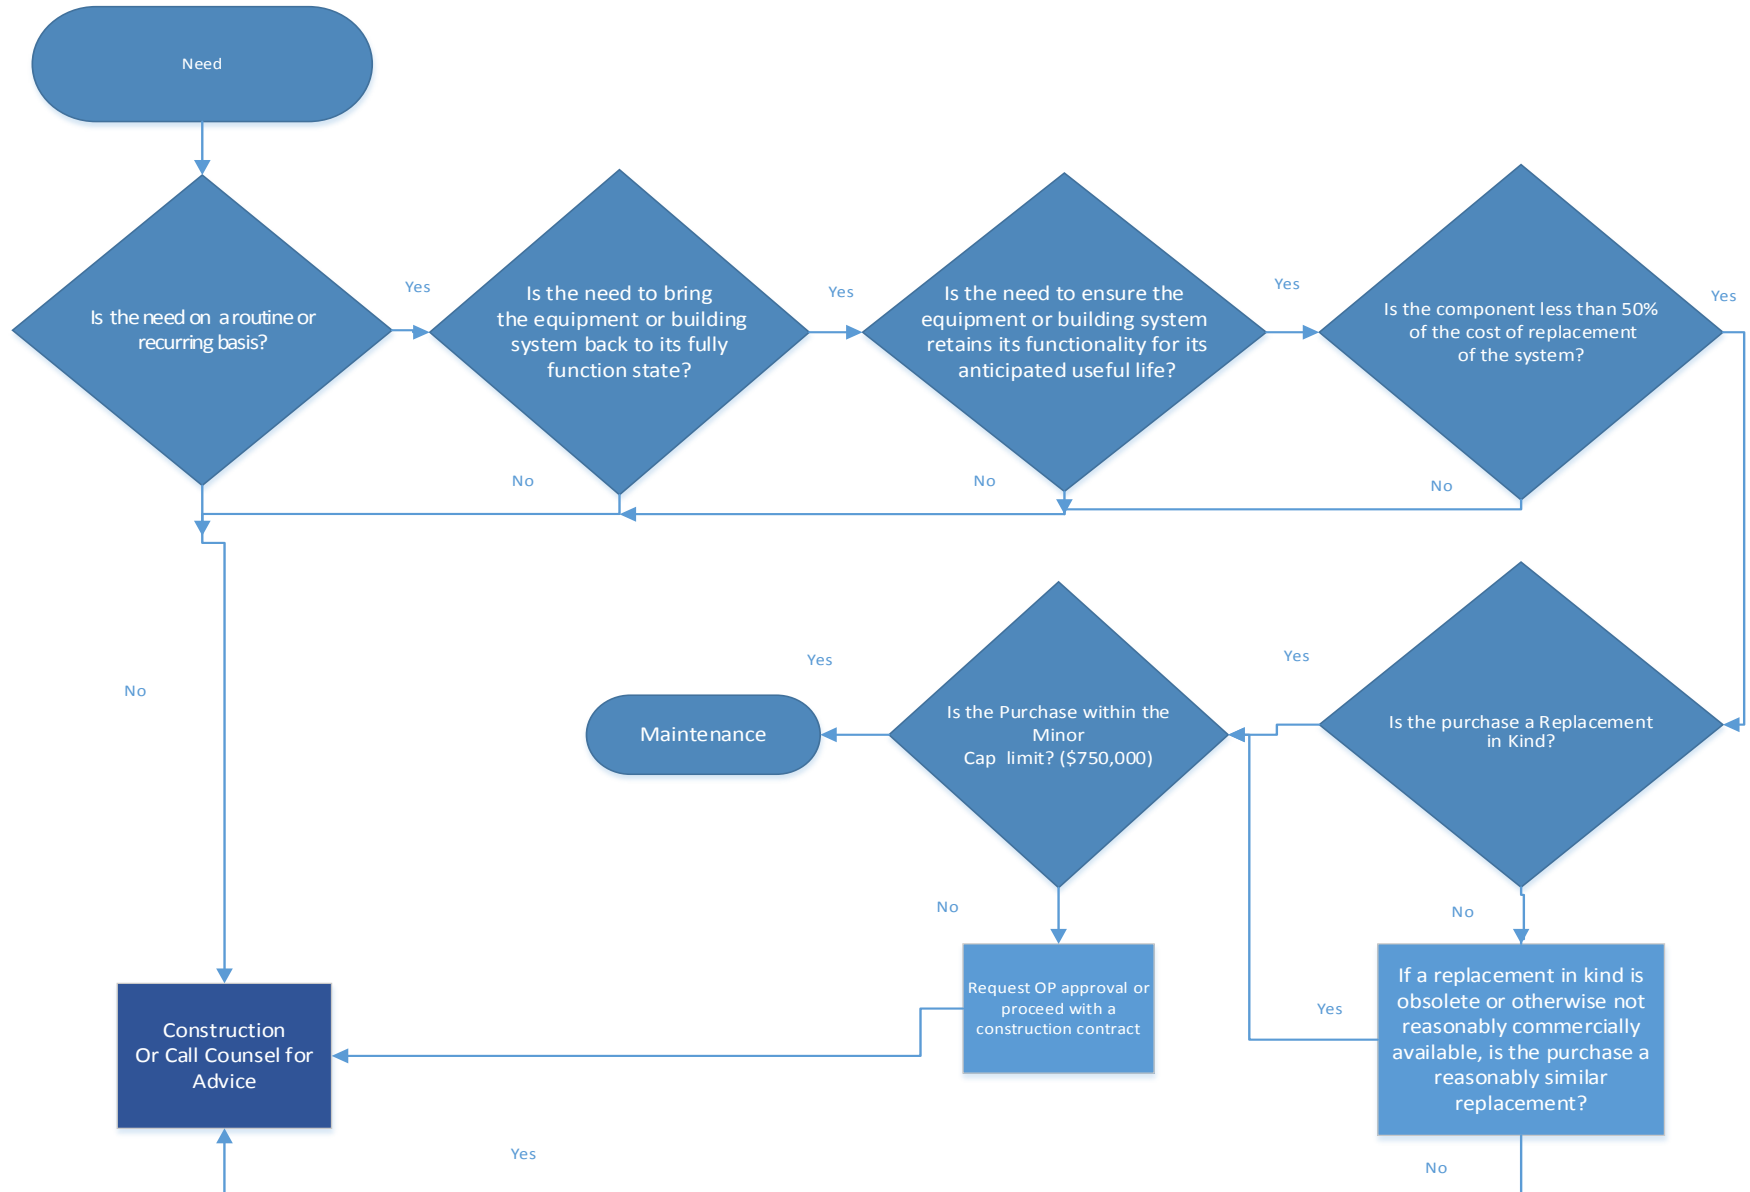 Need
Is the need on a routine or
recurring basis?
Yes
Is the need to bring
the equipment or building
system back to its fully
function state?
Yes
Is the need to ensure the
equipment or building system
retains its functionality for its
anticipated useful life?
Yes
Is the component less than 50%
of the cost of replacement
of the system?
Yes
No
No
No
No
Maintenance
Yes
Is the Purchase within the
Minor
Cap limit? ($750,000)
Yes
Is the purchase a Replacement
in Kind?
No
No
Construction
Or Call Counsel for
Advice
Request OP approval or
proceed with a
construction contract
Yes
If a replacement in kind is
obsolete or otherwise not
reasonably commercially
available, is the purchase a
reasonably similar
replacement?
Yes
No